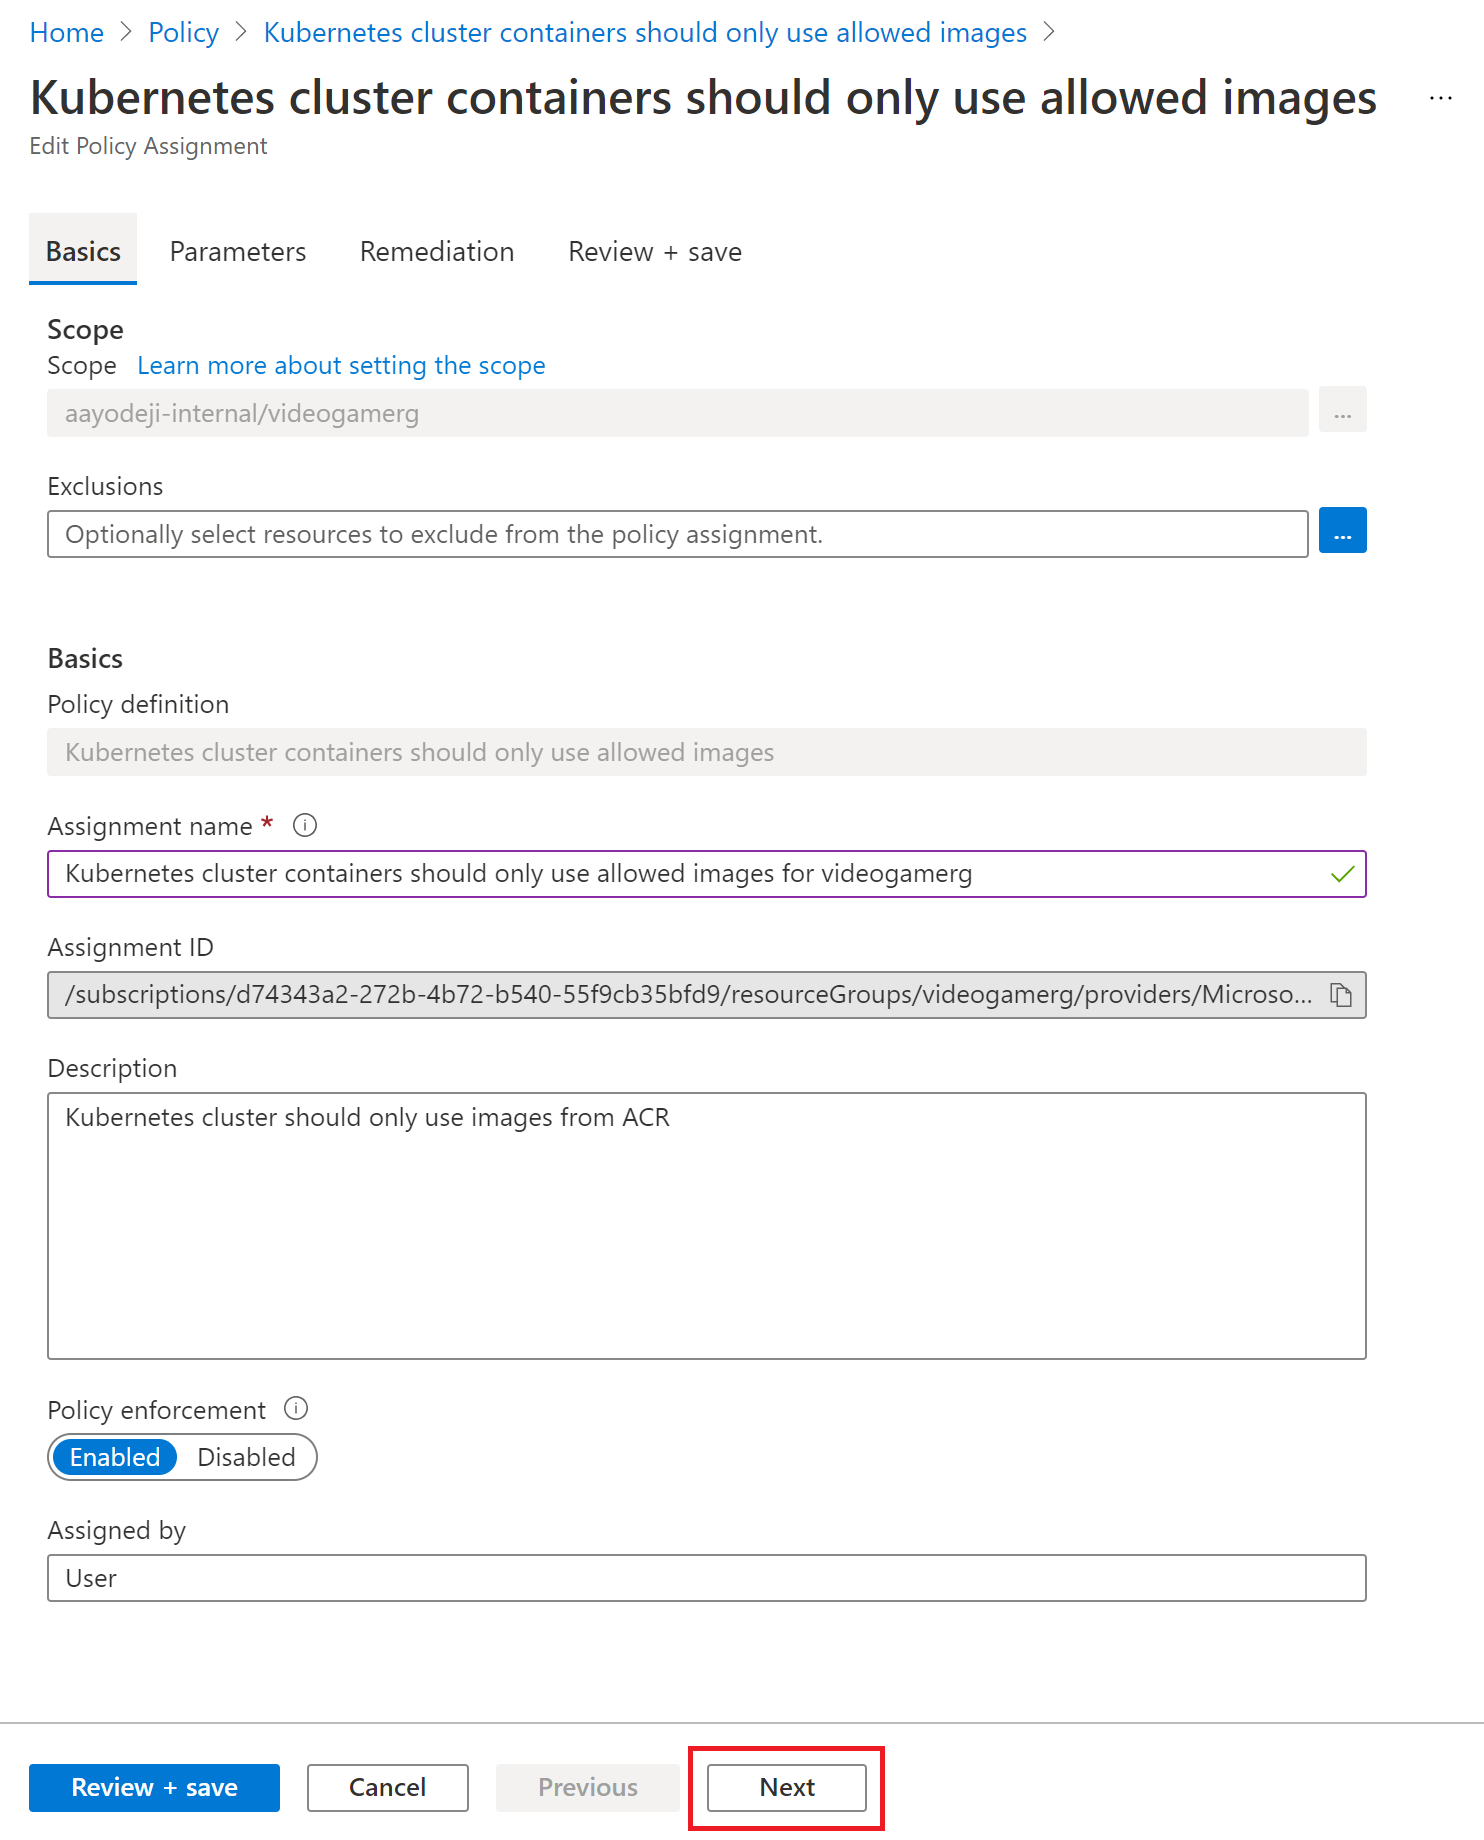 Home > Policy > Kubernetes cluster containers should only use allowed images >
Kubernetes cluster containers should only use allowed images ...
Edit Policy Assignment
Basics Parameters Remediation Review + save
Scope
Scope Learn more about setting the scope
aayodeji-internal/videogamerg ...
Exclusions
Optionally select resources to exclude from the policy assignment. ...
Basics
Policy definition
Kubernetes cluster containers should only use allowed images
Assignment name *
Kubernetes cluster containers should only use allowed images for videogamerg
Assignment ID
/subscriptions/d74343a2-272b-4b72-b540-55f9cb35bfd9/resourceGroups/videogamerg/providers/Microso...
Description
Kubernetes cluster should only use images from ACR
Policy enforcement
Enabled Disabled
Assigned by
User
Review + save Cancel Previous Next